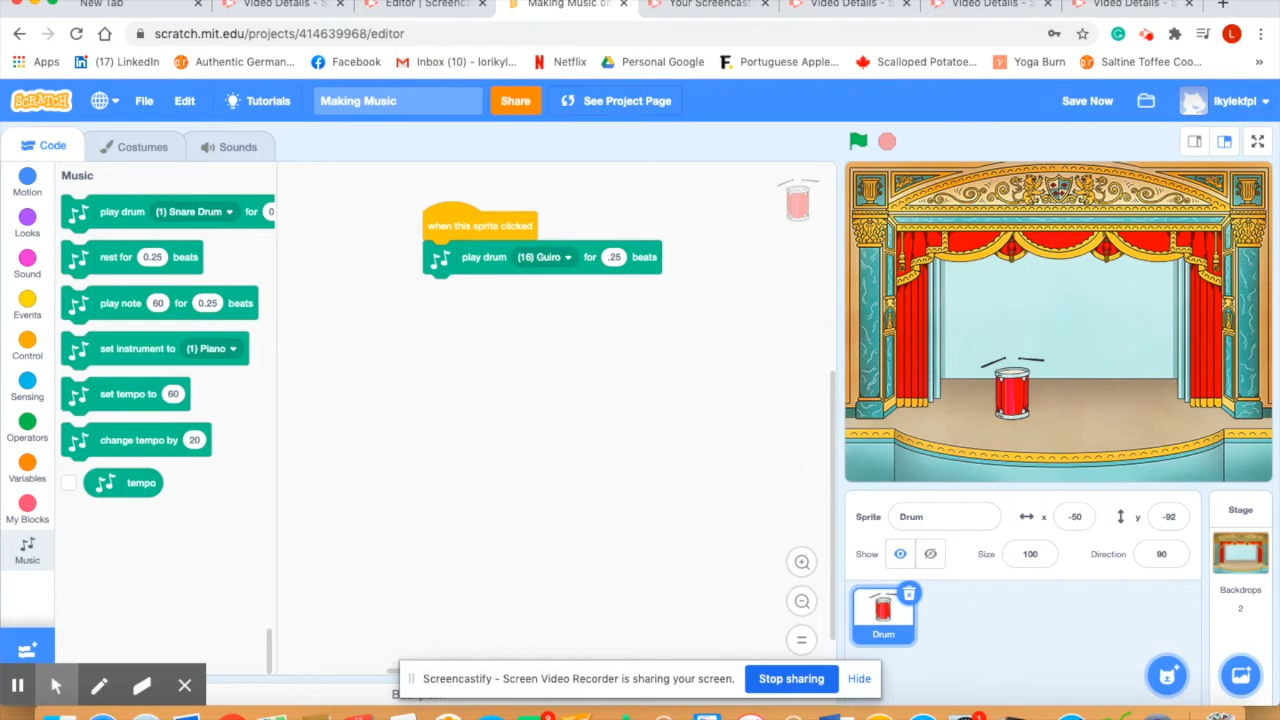 New Tab
Video Details - S
Editor | Screencast
Making Music on
Your Screencasts
Video Details - S
Video Details - S
Video Details - S
scratch.mit.edu/projects/414639968/editor
L
Apps
(17) LinkedIn
Authentic German...
Facebook
Inbox (10) - lorikyl...
Netflix
Personal Google
Portuguese Apple...
Scalloped Potatoe...
Yoga Burn
Saltine Toffee Coo...
»
SCRATCH
File
Edit
Tutorials
Making Music
Share
See Project Page
Save Now
lkylekfpl
Code
Costumes
Sounds
Motion
Looks
Sound
Events
Control
Sensing
Operators
Variables
My Blocks
Music
Music
play drum (1) Snare Drum for 0
rest for 0.25 beats
play note 60 for 0.25 beats
set instrument to (1) Piano
set tempo to 60
change tempo by 20
tempo
when this sprite clicked
play drum (16) Guiro for .25 beats
Sprite Drum x -50 y -92
Show Size 100 Direction 90
Drum
Stage
Backdrops
2
Screencastify - Screen Video Recorder is sharing your screen.
Stop sharing
Hide